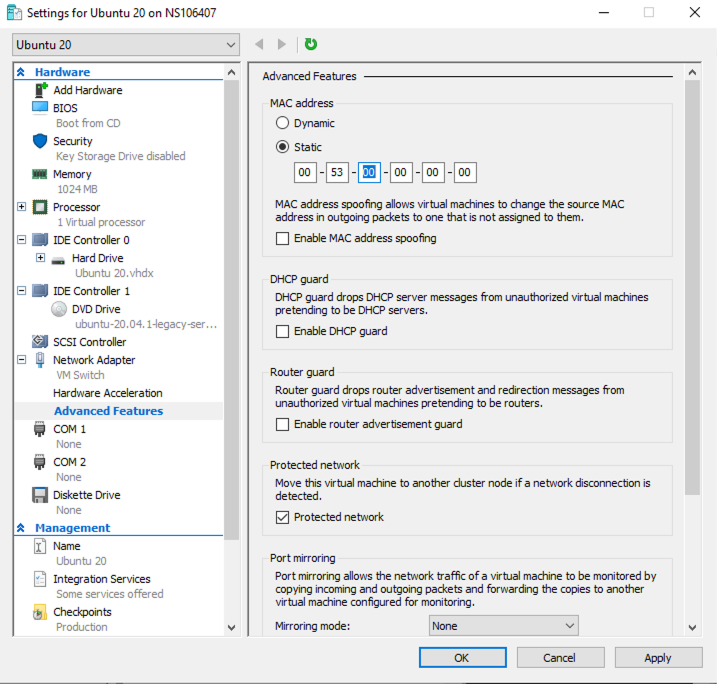 Settings for Ubuntu 20 on NS106407
Ubuntu 20
Hardware
Add Hardware
BIOS
Boot from CD
Security
Key Storage Drive disabled
Memory
1024 MB
Processor
1 Virtual processor
IDE Controller 0
Hard Drive
Ubuntu 20.vhdx
IDE Controller 1
DVD Drive
ubuntu-20.04.1-legacy-ser...
SCSI Controller
Network Adapter
VM Switch
Hardware Acceleration
Advanced Features
COM 1
None
COM 2
None
Diskette Drive
None
Management
Name
Ubuntu 20
Integration Services
Some services offered
Checkpoints
Production
Advanced Features
MAC address
Dynamic
Static
00 - 53 - 00 - 00 - 00 - 00
MAC address spoofing allows virtual machines to change the source MAC
address in outgoing packets to one that is not assigned to them.
Enable MAC address spoofing
DHCP guard
DHCP guard drops DHCP server messages from unauthorized virtual machines
pretending to be DHCP servers.
Enable DHCP guard
Router guard
Router guard drops router advertisement and redirection messages from
unauthorized virtual machines pretending to be routers.
Enable router advertisement guard
Protected network
Move this virtual machine to another cluster node if a network disconnection is
detected.
Protected network
Port mirroring
Port mirroring allows the network traffic of a virtual machine to be monitored by
copying incoming and outgoing packets and forwarding the copies to another
virtual machine configured for monitoring.
Mirroring mode: None
OK Cancel Apply